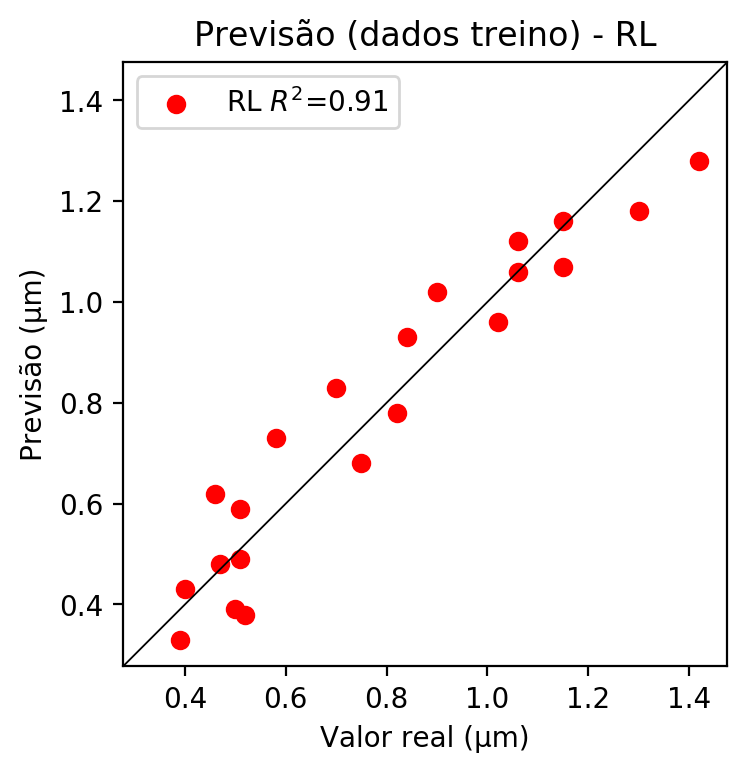 Previsão (dados treino) - RL
RL R²=0.91
1.4
1.2
1.0
0.8
0.6
0.4
Previsão (μm)
0.4 0.6 0.8 1.0 1.2 1.4
Valor real (μm)